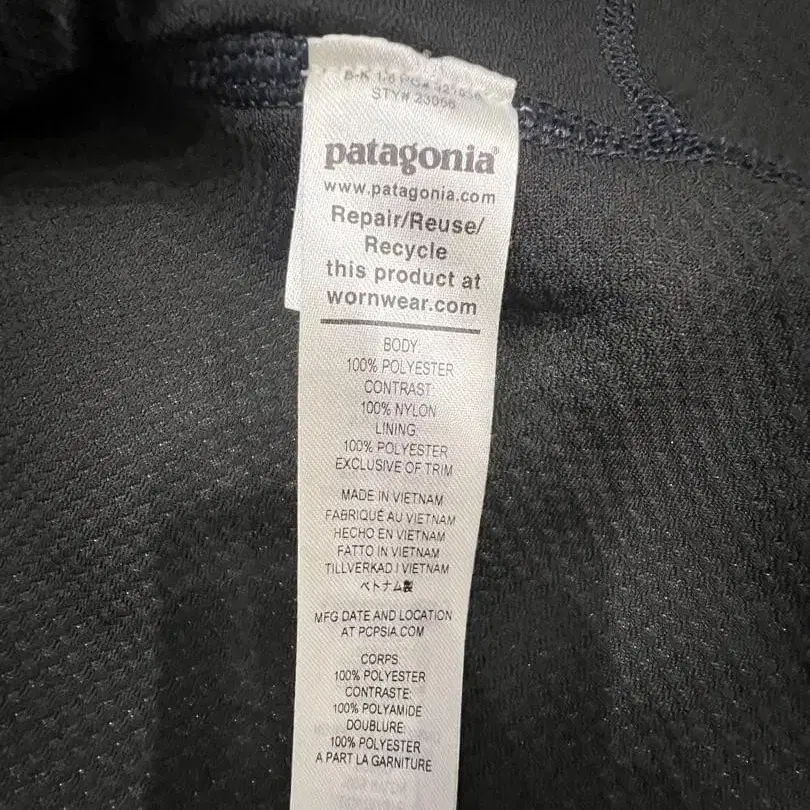 STY# 23056
patagonia®
www.patagonia.com
Repair/Reuse/
Recycle
this product at
wornwear.com
BODY:
100% POLYESTER
CONTRAST:
100% NYLON
LINING:
100% POLYESTER
EXCLUSIVE OF TRIM
MADE IN VIETNAM
FABRIQUÉ AU VIETNAM
HECHO EN VIETNAM
FATTO IN VIETNAM
TILLVERKAD I VIETNAM
ベトナム製
MFG DATE AND LOCATION
AT PCPSIA.COM
CORPS:
100% POLYESTER
CONTRASTE:
100% POLYAMIDE
DOUBLURE:
100% POLYESTER
A PART LA GARNITURE